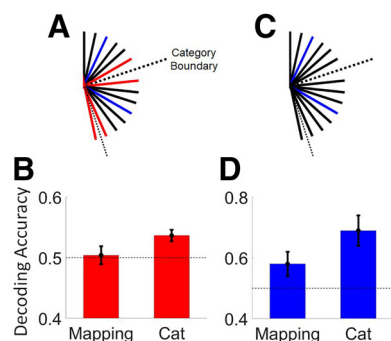 A
C
Category
Boundary
B
D
Decoding Accuracy
0.6
0.5
0.4
Mapping
Cat
0.8
0.6
0.4
Mapping
Cat